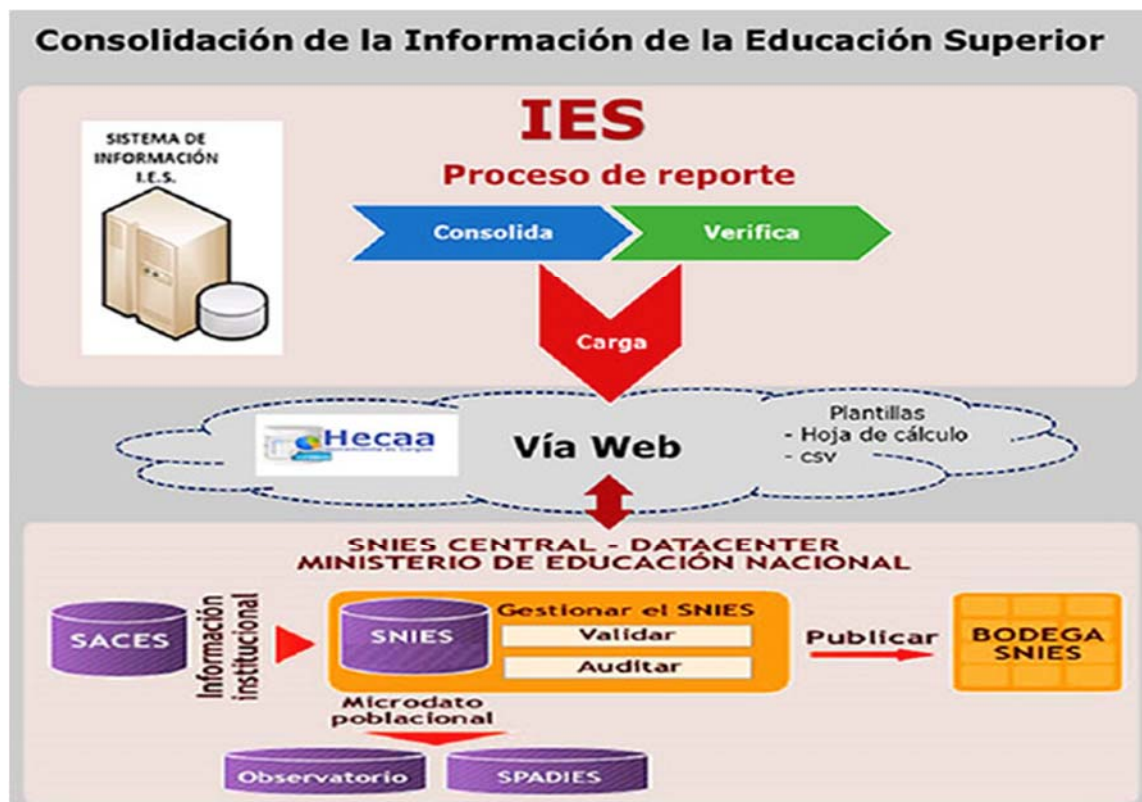 Consolidación de la Información de la Educación Superior
IES
SISTEMA DE
INFORMACIÓN
I.E.S.
Proceso de reporte
Consolida
Verifica
Carga
Hecaa
Vía Web
Plantillas
- Hoja de cálculo
- csv
SNIES CENTRAL - DATACENTER
MINISTERIO DE EDUCACIÓN NACIONAL
SACES
Información
institucional
SNIES
Gestionar el SNIES
Validar
Auditar
Publicar
BODEGA
SNIES
Microdato
poblacional
Observatorio
SPADIES